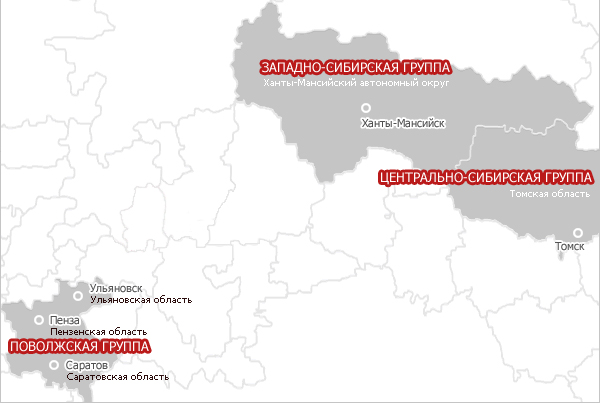 ЗАПАДНО-СИБИРСКАЯ ГРУППА
Ханты-Мансийский автономный округ
Ханты-Мансийск
ЦЕНТРАЛЬНО-СИБИРСКАЯ ГРУППА
Томская область
Томск
Ульяновск
Ульяновская область
Пенза
Пензенская область
ПОВОЛЖСКАЯ ГРУППА
Саратов
Саратовская область